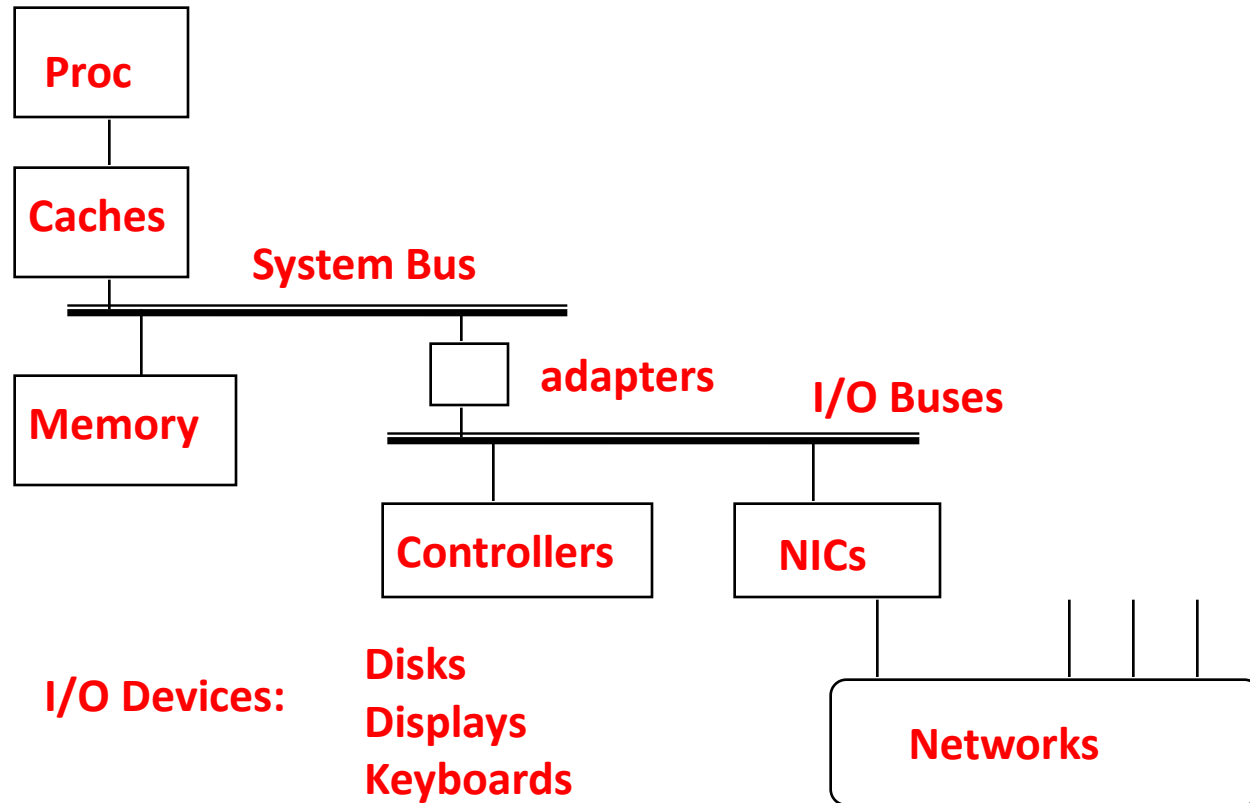 Proc
Caches
System Bus
adapters
I/O Buses
Memory
Controllers
NICs
I/O Devices:
Disks
Displays
Keyboards
Networks